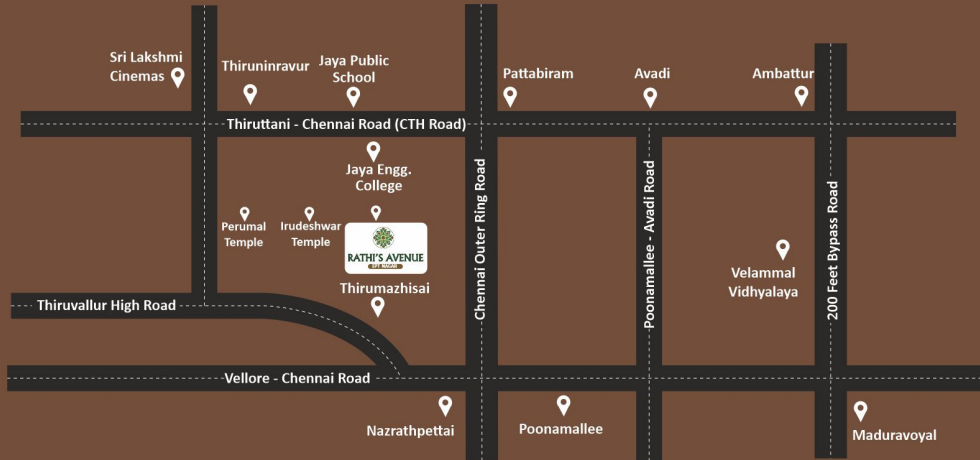 Sri Lakshmi
Cinemas
Thiruninravur
Jaya Public
School
Pattabiram
Avadi
Ambattur
Thiruttani - Chennai Road (CTH Road)
Jaya Engg.
College
Perumal
Temple
Irudeshwar
Temple
RATHI'S AVENUE
Thirumazhisai
Chennai Outer Ring Road
Poonamallee - Avadi Road
200 Feet Bypass Road
Velammal
Vidhyalaya
Thiruvallur High Road
Vellore - Chennai Road
Nazrathpettai
Poonamallee
Maduravoyal